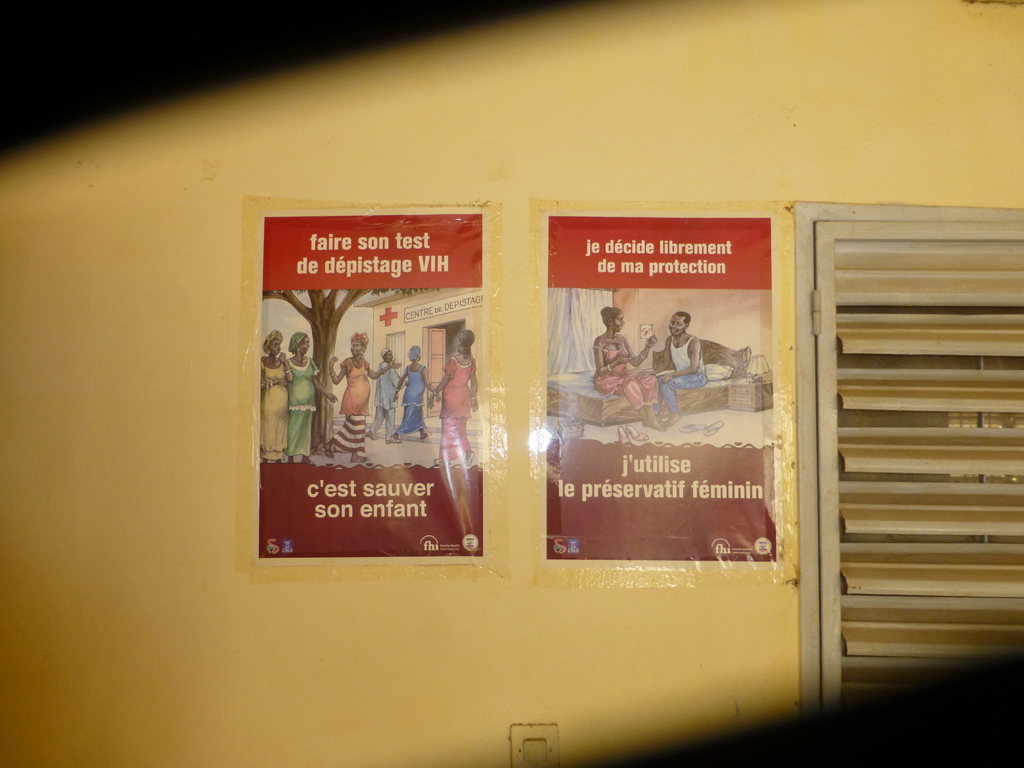 faire son test
de dépistage VIH
CENTRE DE DEPISTAGE
c'est sauver
son enfant
fhi
je décide librement
de ma protection
j'utilise
le préservatif féminin
fhi